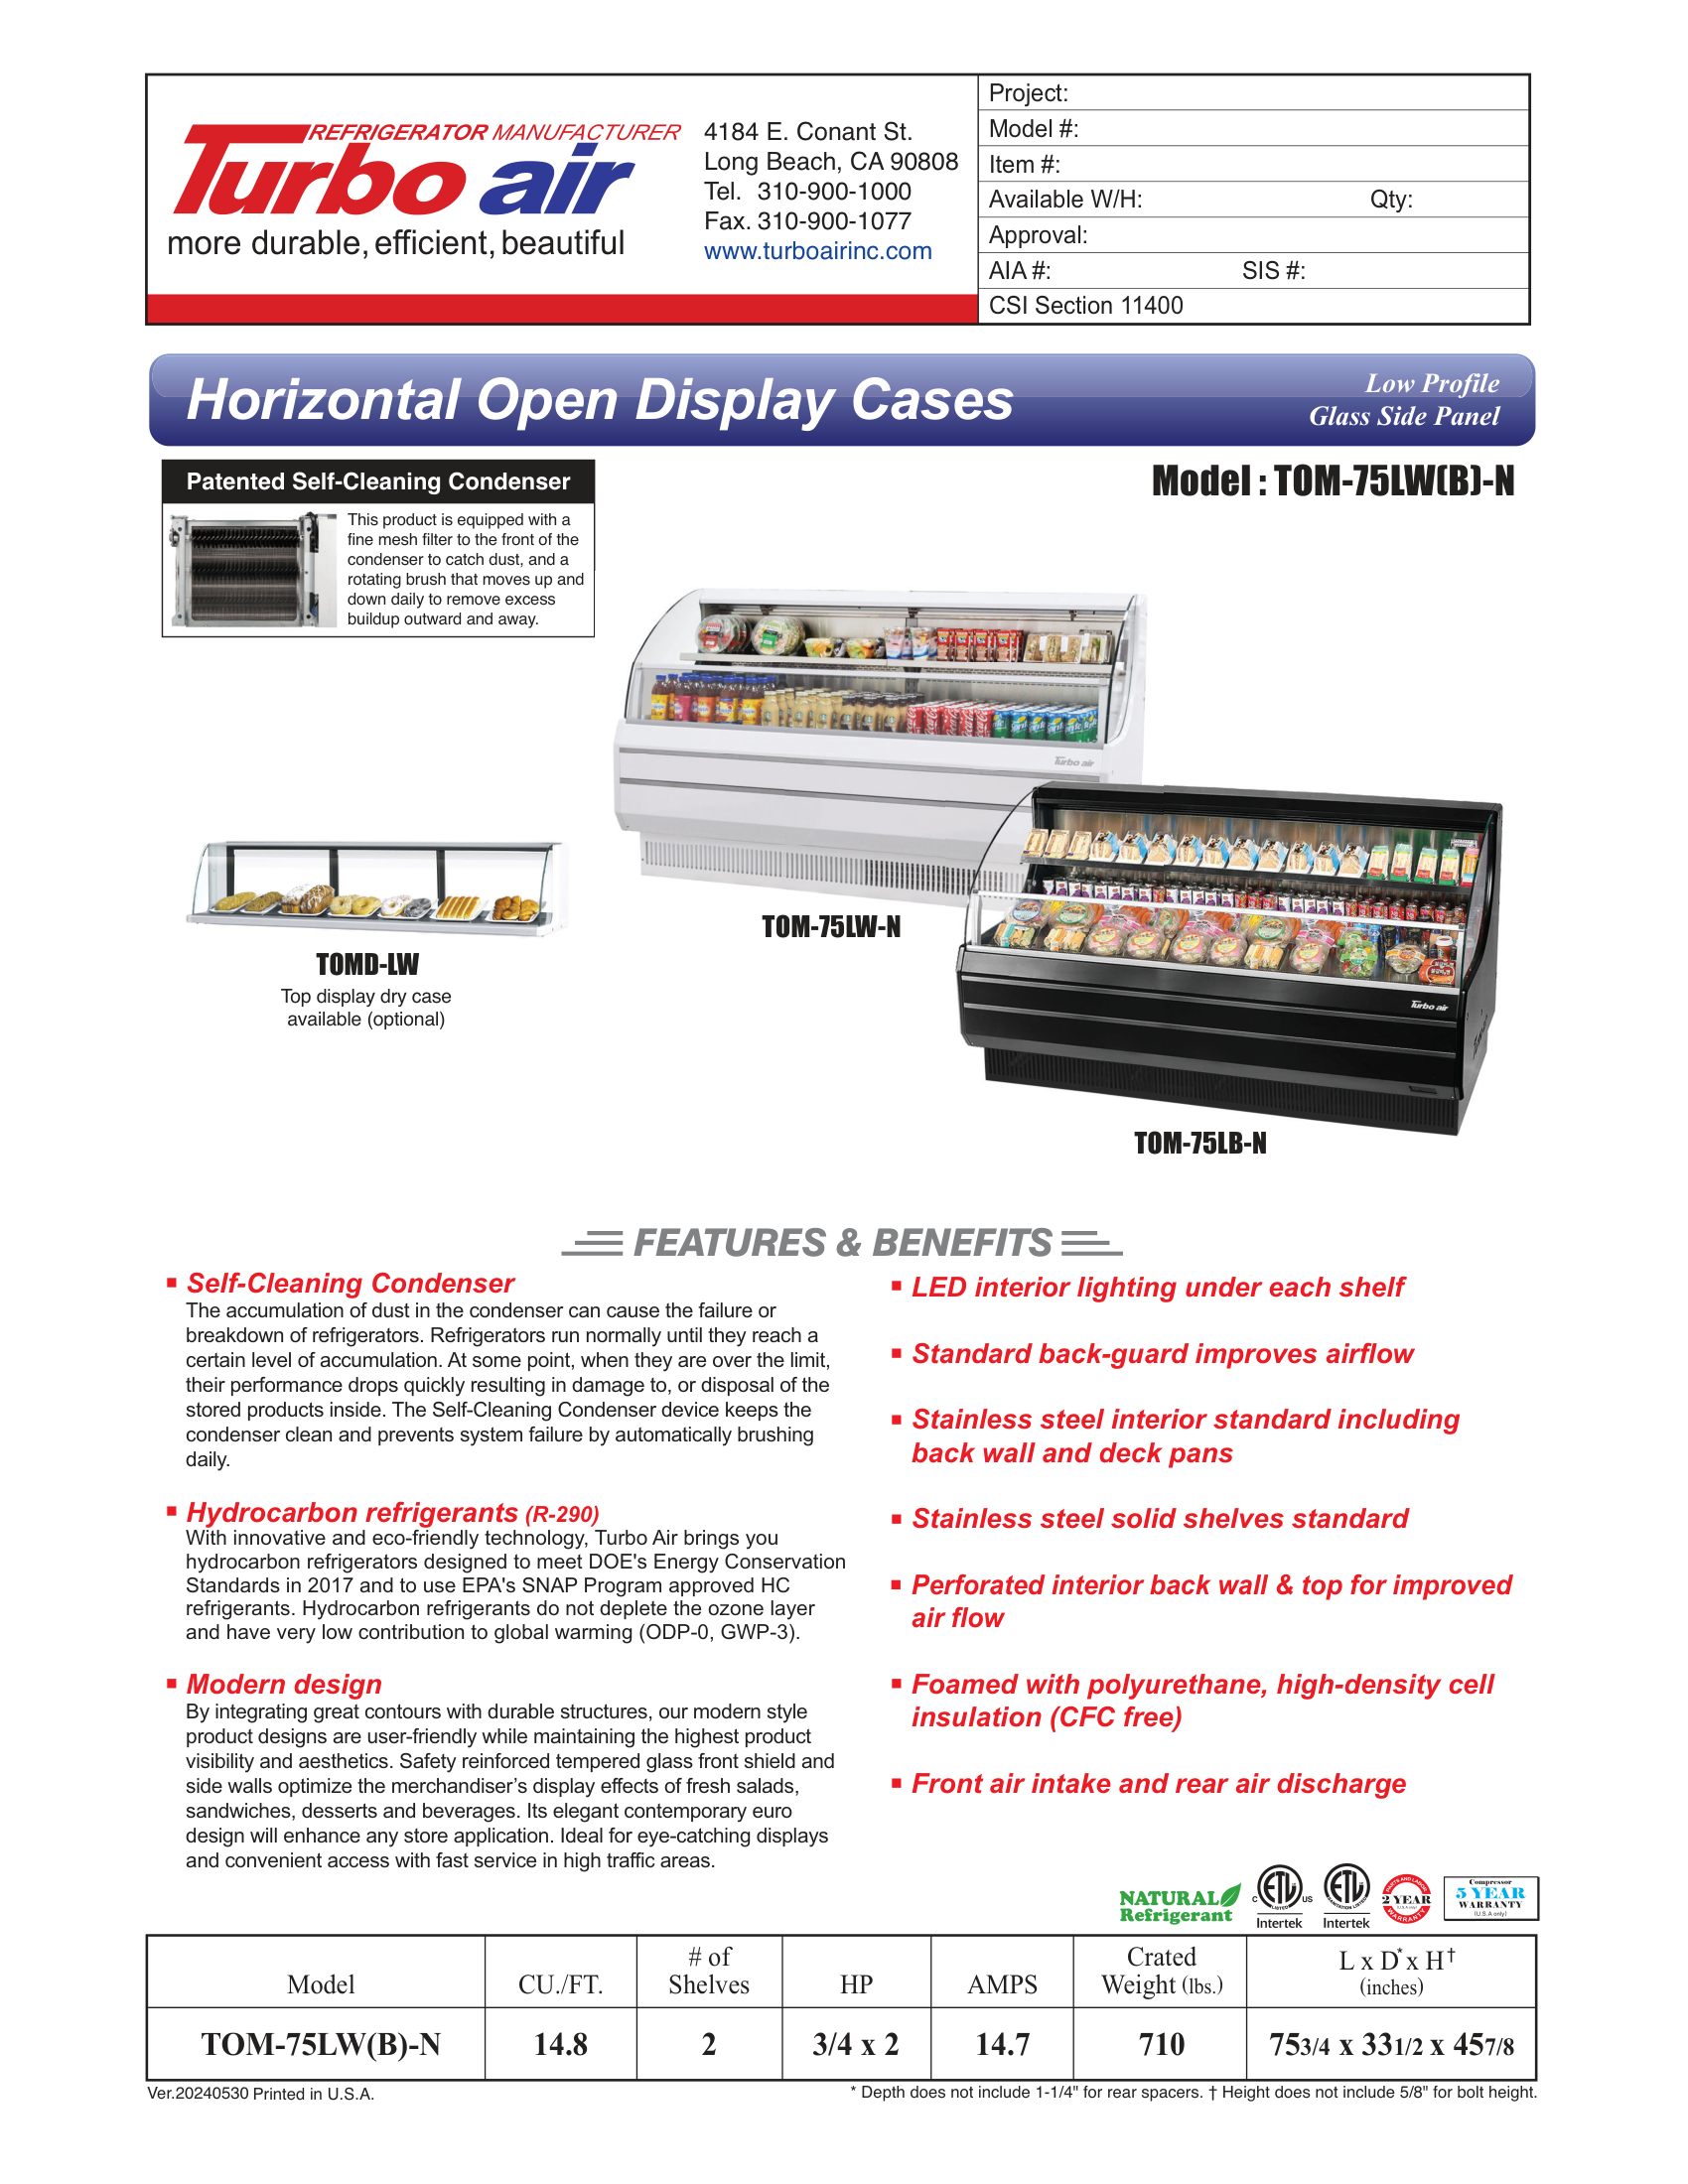 REFRIGERATOR MANUFACTURER
Turbo air
more durable, efficient, beautiful
4184 E. Conant St.
Long Beach, CA 90808
Tel. 310-900-1000
Fax. 310-900-1077
www.turboairinc.com
Project:
Model #:
Item #:
Available W/H: Qty:
Approval:
AIA #: SIS #:
CSI Section 11400
Horizontal Open Display Cases
Low Profile
Glass Side Panel
Patented Self-Cleaning Condenser
This product is equipped with a
fine mesh filter to the front of the
condenser to catch dust, and a
rotating brush that moves up and
down daily to remove excess
buildup outward and away.
Model : TOM-75LW(B)-N
Turbo air
TOM-75LW-N
Turbo air
TOM-75LB-N
TOMD-LW
Top display dry case
available (optional)
FEATURES & BENEFITS
▪ Self-Cleaning Condenser
The accumulation of dust in the condenser can cause the failure or
breakdown of refrigerators. Refrigerators run normally until they reach a
certain level of accumulation. At some point, when they are over the limit,
their performance drops quickly resulting in damage to, or disposal of the
stored products inside. The Self-Cleaning Condenser device keeps the
condenser clean and prevents system failure by automatically brushing
daily.
▪ Hydrocarbon refrigerants (R-290)
With innovative and eco-friendly technology, Turbo Air brings you
hydrocarbon refrigerators designed to meet DOE's Energy Conservation
Standards in 2017 and to use EPA's SNAP Program approved HC
refrigerants. Hydrocarbon refrigerants do not deplete the ozone layer
and have very low contribution to global warming (ODP-0, GWP-3).
▪ Modern design
By integrating great contours with durable structures, our modern style
product designs are user-friendly while maintaining the highest product
visibility and aesthetics. Safety reinforced tempered glass front shield and
side walls optimize the merchandiser’s display effects of fresh salads,
sandwiches, desserts and beverages. Its elegant contemporary euro
design will enhance any store application. Ideal for eye-catching displays
and convenient access with fast service in high traffic areas.
▪ LED interior lighting under each shelf
▪ Standard back-guard improves airflow
▪ Stainless steel interior standard including
back wall and deck pans
▪ Stainless steel solid shelves standard
▪ Perforated interior back wall & top for improved
air flow
▪ Foamed with polyurethane, high-density cell
insulation (CFC free)
▪ Front air intake and rear air discharge
NATURAL
Refrigerant
C ETL US
LISTED
Intertek
ETL
Intertek
PARTS AND LABOR
2 YEAR
WARRANTY
Compressor
5 YEAR
WARRANTY
(U.S.A only)
Model CU./FT. # of Shelves HP AMPS Crated Weight (lbs.) L x D* x H† (inches)
TOM-75LW(B)-N 14.8 2 3/4 x 2 14.7 710 753/4 x 331/2 x 457/8
Ver.20240530 Printed in U.S.A.
* Depth does not include 1-1/4" for rear spacers. † Height does not include 5/8" for bolt height.